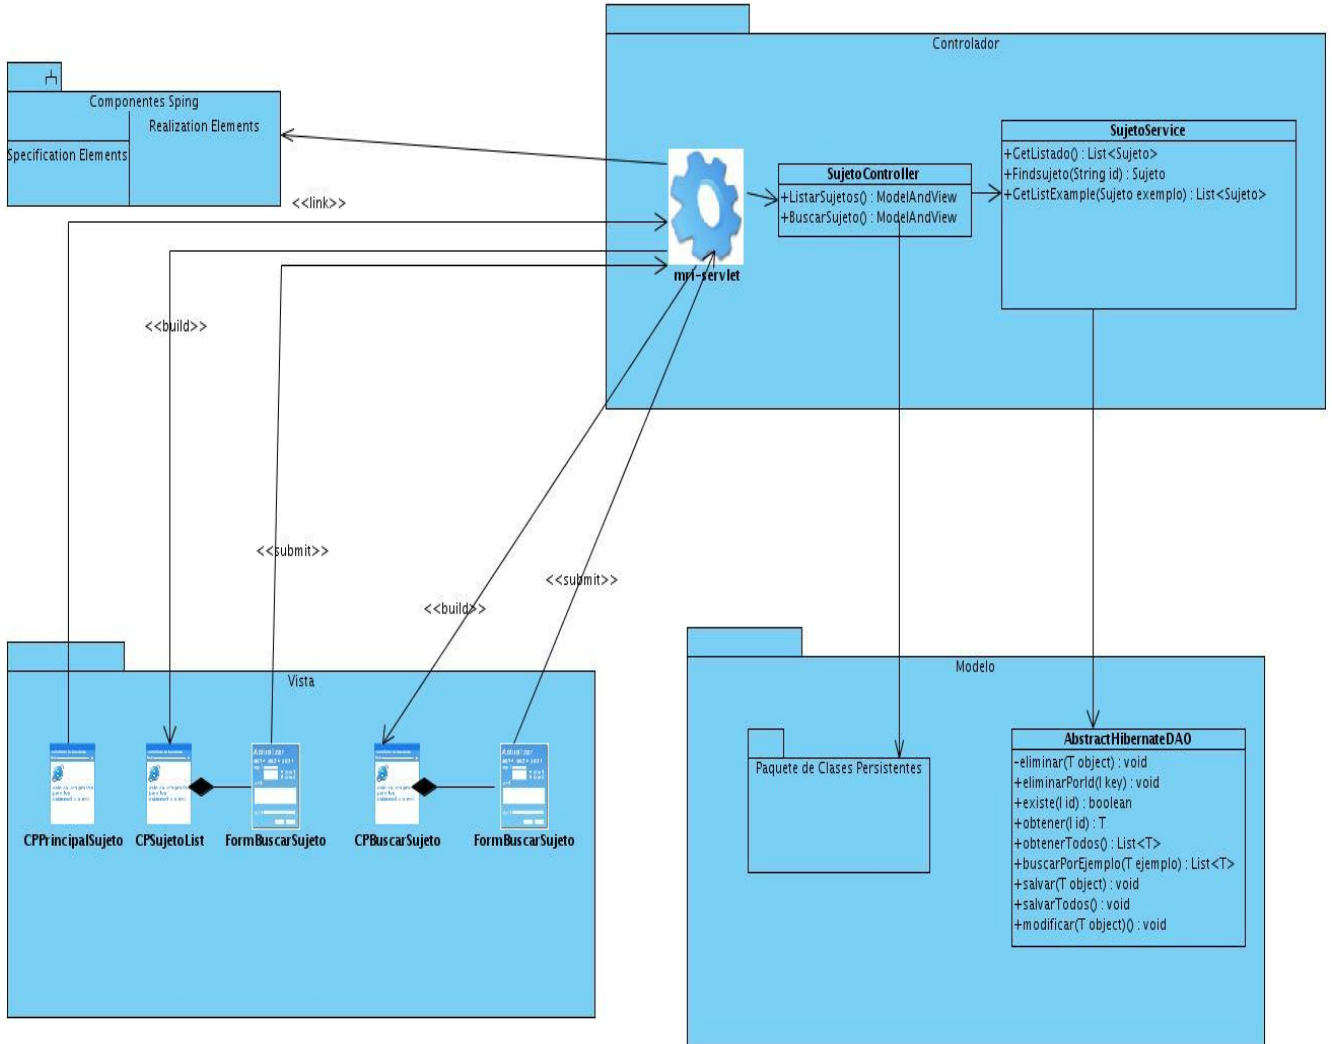 Controlador
Componentes Sping
Realization Elements
Specification Elements
SujetoService
+GetListado() : List<Sujeto>
+Findsujeto(String id) : Sujeto
+GetListExample(Sujeto exemplo) : List<Sujeto>
SujetoController
+ListarSujetos() : ModelAndView
+BuscarSujeto() : ModelAndView
<<link>>
mri-servlet
<<build>>
<<submit>>
<<submit>>
<<build>>
Vista
Modelo
CPPrincipalSujeto
CPSujetoList
FormBuscarSujeto
CPBuscarSujeto
FormBuscarSujeto
Paquete de Clases Persistentes
AbstractHibernateDAO
-eliminar(T object) : void
+eliminarPorId(I key) : void
+existe(I id) : boolean
+obtener(I id) : T
+obtenerTodos() : List<T>
+buscarPorEjemplo(T ejemplo) : List<T>
+salvar(T object) : void
+salvarTodos() : void
+modificar(T object)() : void